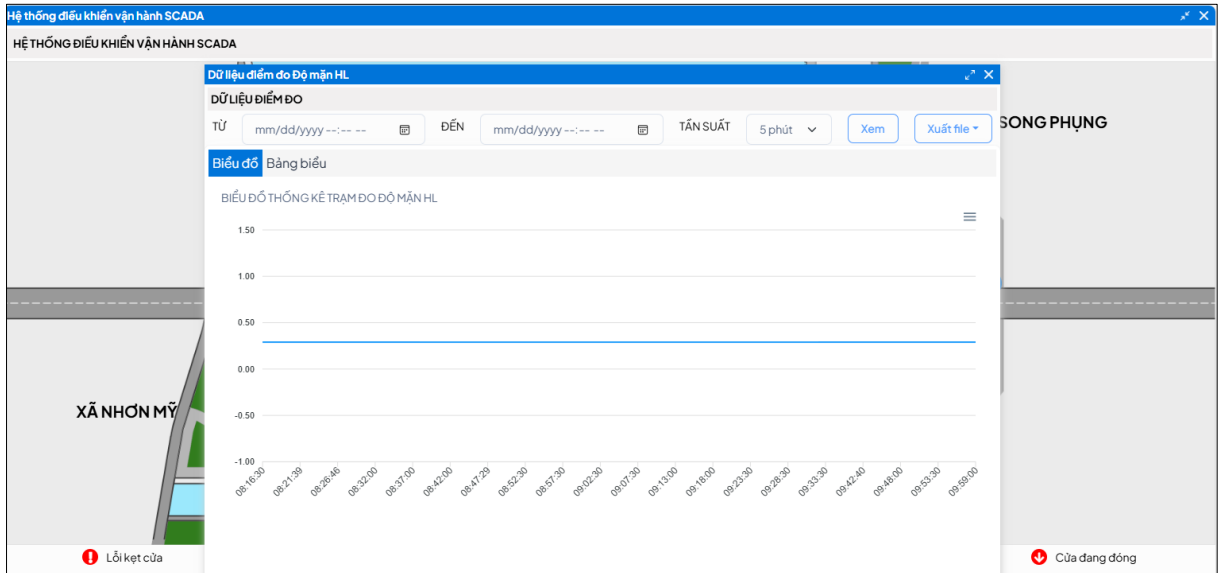 Hệ thống điều khiển vận hành SCADA
HỆ THỐNG ĐIỀU KHIỂN VẬN HÀNH SCADA
Dữ liệu điểm đo Độ mặn HL
DỮ LIỆU ĐIỂM ĐO
TỪ mm/dd/yyyy --:-- -- ĐẾN mm/dd/yyyy --:-- -- TẦN SUẤT 5 phút Xem Xuất file
SONG PHỤNG
Biểu đồ Bảng biểu
BIỂU ĐỒ THỐNG KÊ TRẠM ĐO ĐỘ MẶN HL
1.50
1.00
0.50
0.00
-0.50
-1.00
XÃ NHƠN MỸ
08:16:30 08:21:39 08:26:46 08:32:00 08:37:00 08:42:00 08:47:29 08:52:30 08:57:30 09:02:30 09:07:30 09:13:00 09:18:00 09:23:30 09:28:30 09:33:30 09:42:40 09:48:00 09:53:30 09:59:00
Lỗi kẹt cửa
Cửa đang đóng